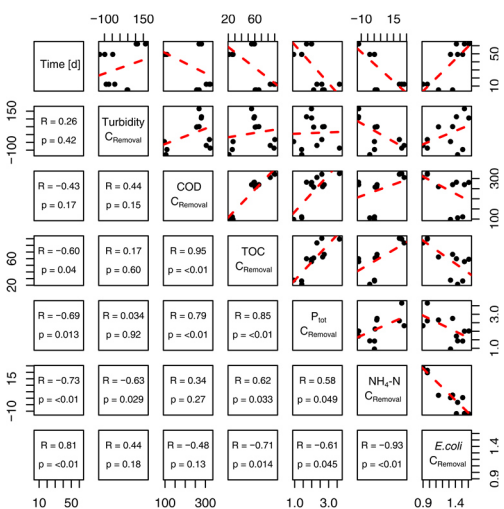 −100 150 20 60 −10 15
Time [d]
10 50
−100 150
R = 0.26
p = 0.42
Turbidity
C_Removal
R = −0.43
p = 0.17
R = 0.44
p = 0.15
COD
C_Removal
100 300
20 60
R = −0.60
p = 0.04
R = 0.17
p = 0.60
R = 0.95
p = <.01
TOC
C_Removal
R = −0.69
p = 0.013
R = 0.034
p = 0.92
R = 0.79
p = <.01
R = 0.85
p = <.01
P_tot
C_Removal
1.0 3.0
−10 15
R = −0.73
p = <.01
R = −0.63
p = 0.029
R = 0.34
p = 0.27
R = 0.62
p = 0.033
R = 0.58
p = 0.049
NH₄-N
C_Removal
R = 0.81
p = <.01
R = 0.44
p = 0.18
R = −0.48
p = 0.13
R = −0.71
p = 0.014
R = −0.61
p = 0.045
R = −0.93
p = <.01
E.coli
C_Removal
0.9 1.4
10 50 100 300 1.0 3.0 0.9 1.4